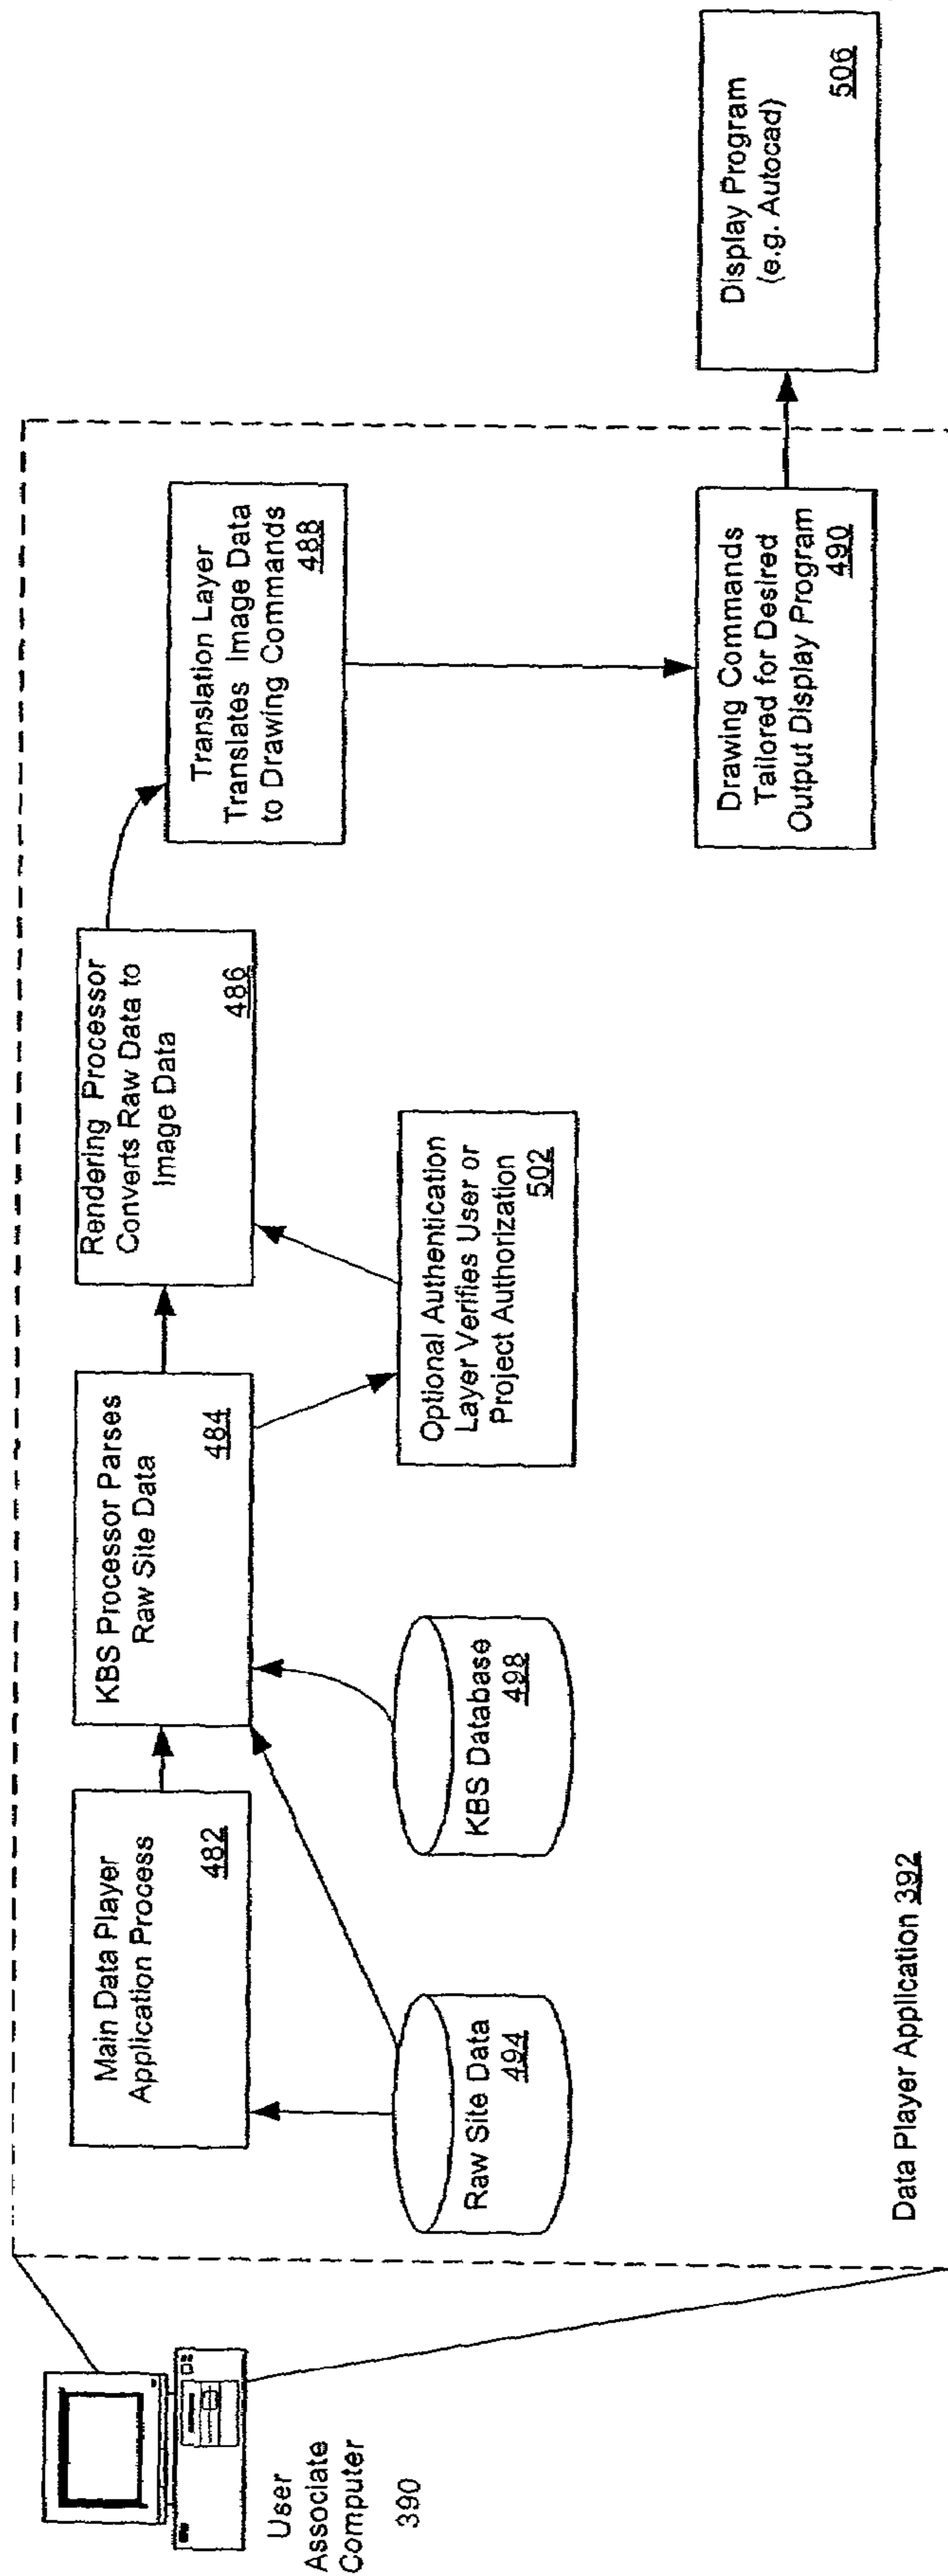 User
Associate
Computer
390
Main Data Player
Application Process
482
KBS Processor Parses
Raw Site Data
484
Rendering Processor
Converts Raw Data to
Image Data
486
Translation Layer
Translates Image Data
to Drawing Commands
488
Raw Site Data
494
KBS Database
498
Optional Authentication
Layer Verifies User or
Project Authorization
502
Drawing Commands
Tailored for Desired
Output Display Program
490
Display Program
(e.g. Autocad)
506
Data Player Application 392